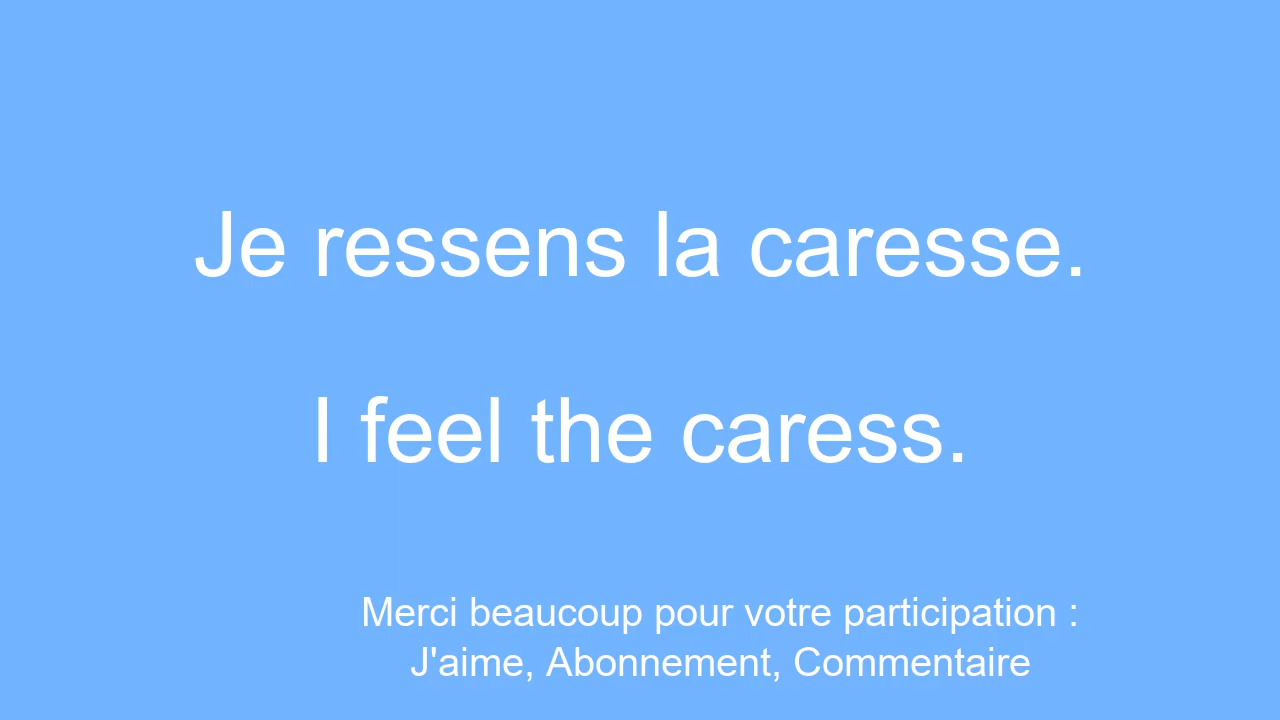 Je ressens la caresse.
I feel the caress.
Merci beaucoup pour votre participation :
J'aime, Abonnement, Commentaire